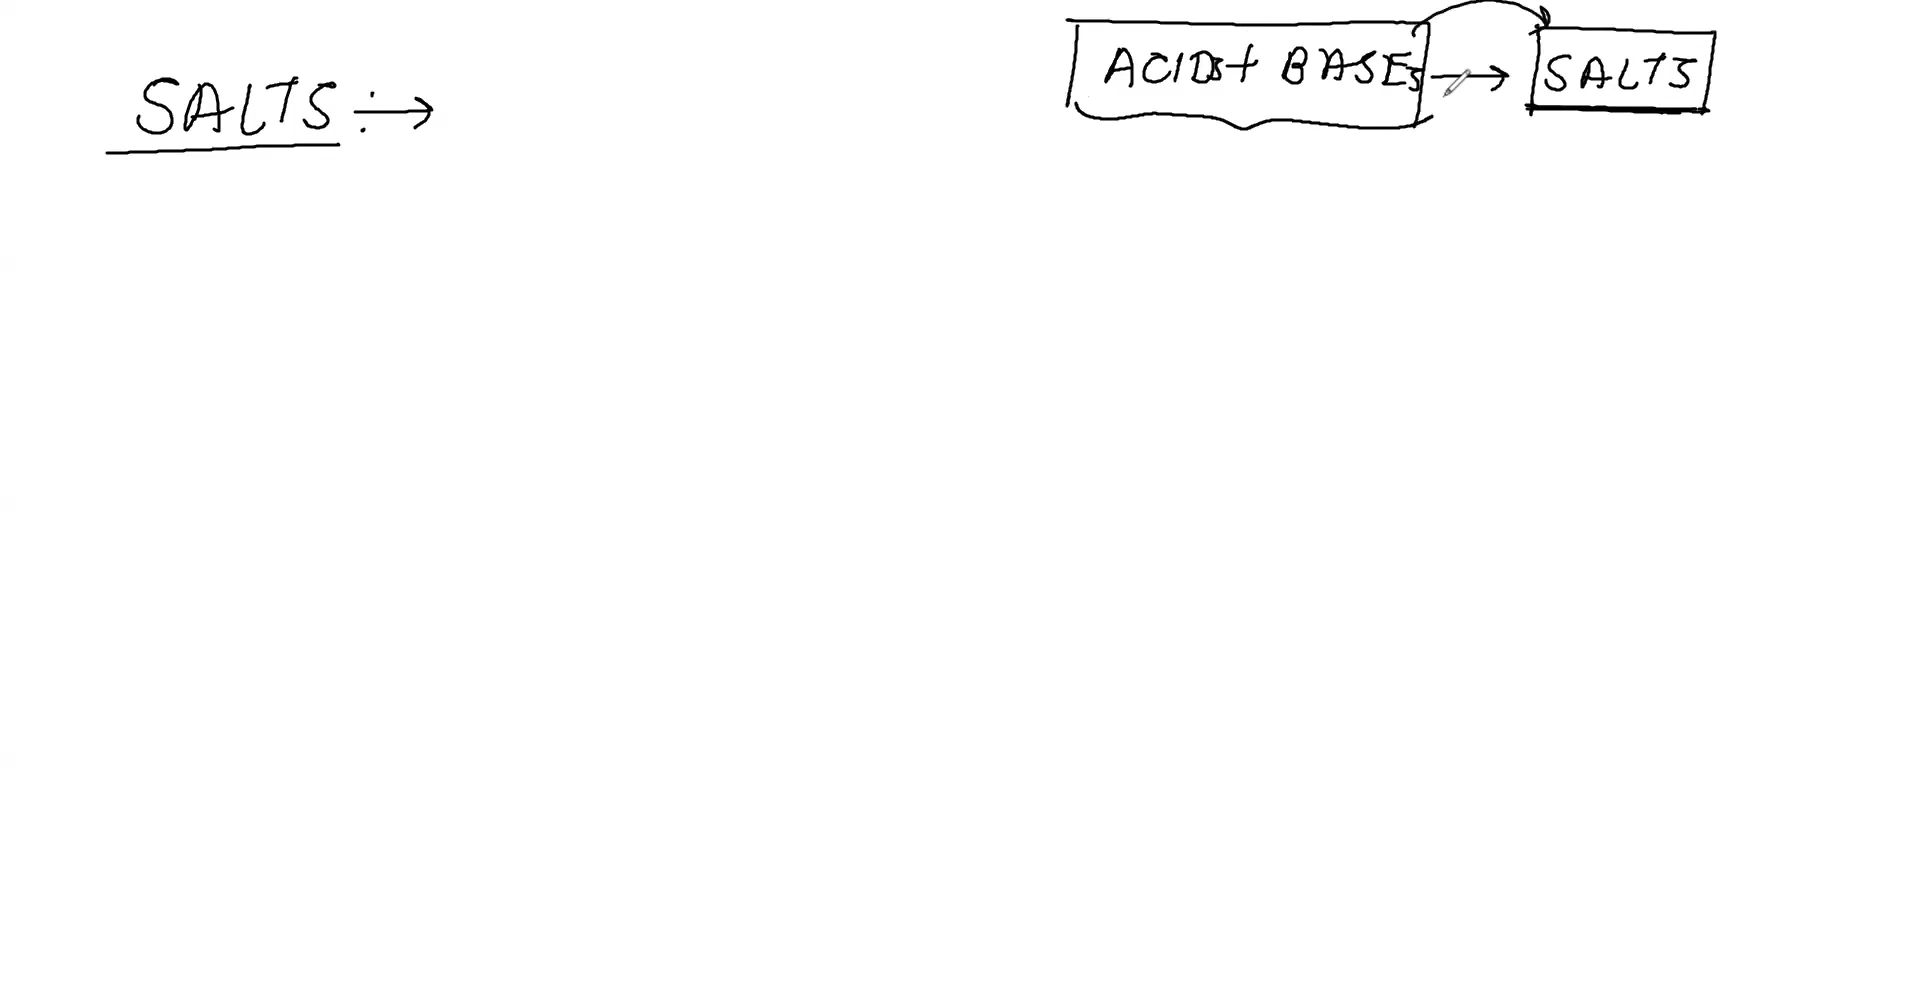 ACIDS+ BASES → SALTS
SALTS :→